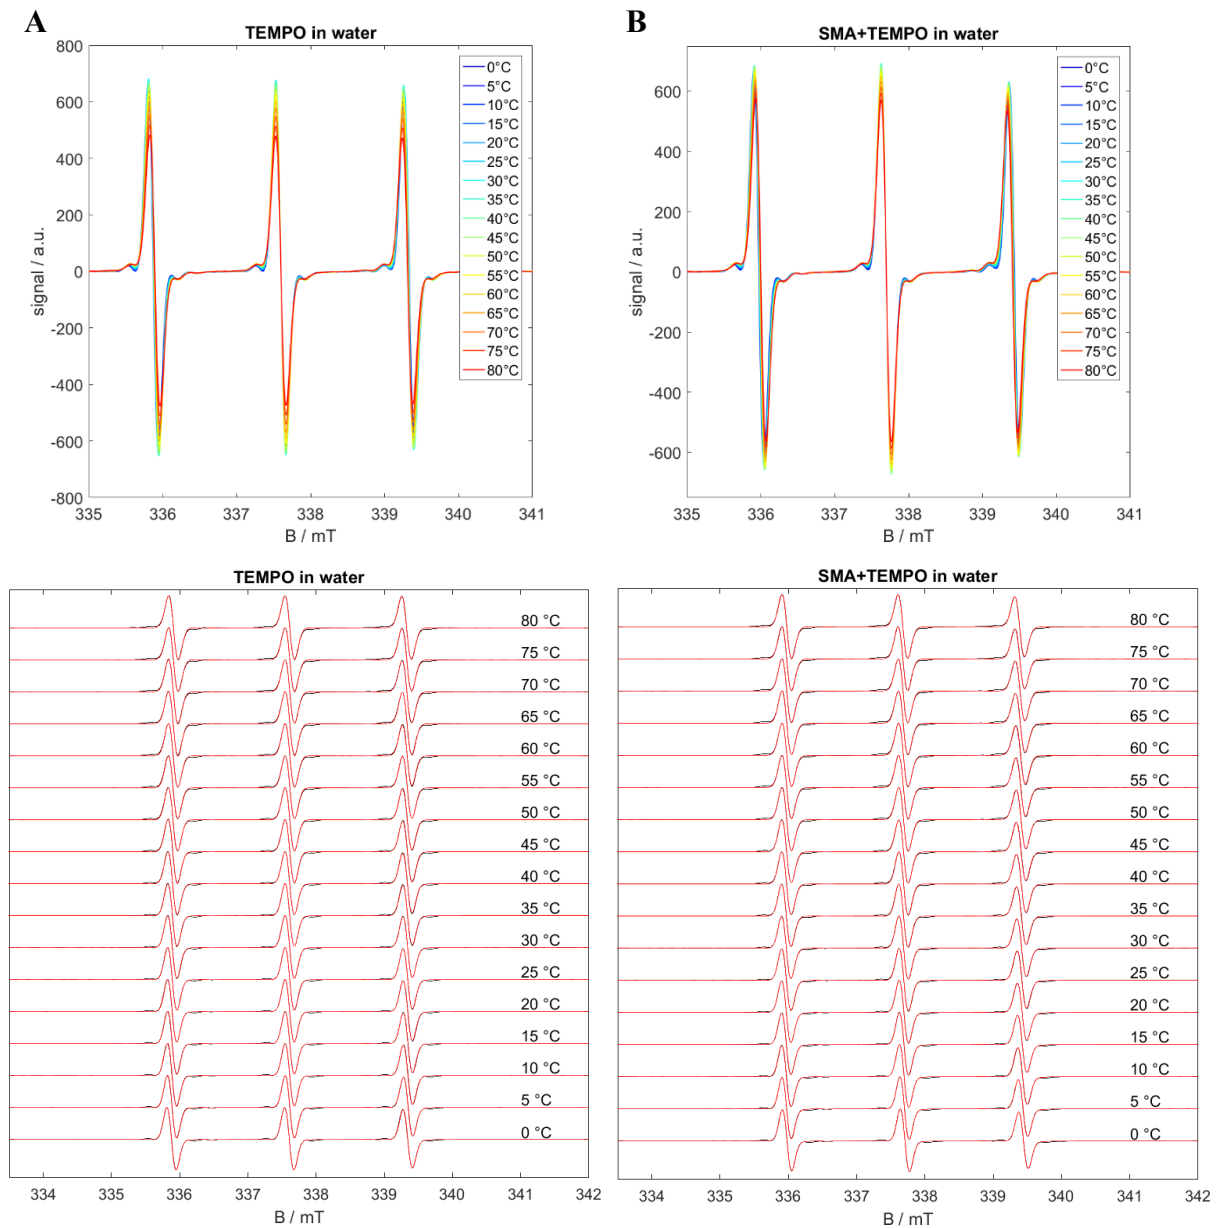 A
TEMPO in water
800
600
400
200
0
-200
-400
-600
-800
signal / a.u.
335
336
337
338
339
340
341
B / mT
0°C
5°C
10°C
15°C
20°C
25°C
30°C
35°C
40°C
45°C
50°C
55°C
60°C
65°C
70°C
75°C
80°C
B
SMA+TEMPO in water
600
400
200
0
-200
-400
-600
signal / a.u.
335
336
337
338
339
340
341
B / mT
0°C
5°C
10°C
15°C
20°C
25°C
30°C
35°C
40°C
45°C
50°C
55°C
60°C
65°C
70°C
75°C
80°C
TEMPO in water
80 °C
75 °C
70 °C
65 °C
60 °C
55 °C
50 °C
45 °C
40 °C
35 °C
30 °C
25 °C
20 °C
15 °C
10 °C
5 °C
0 °C
334
335
336
337
338
339
340
341
342
B / mT
SMA+TEMPO in water
80 °C
75 °C
70 °C
65 °C
60 °C
55 °C
50 °C
45 °C
40 °C
35 °C
30 °C
25 °C
20 °C
15 °C
10 °C
5 °C
0 °C
334
335
336
337
338
339
340
341
342
B / mT